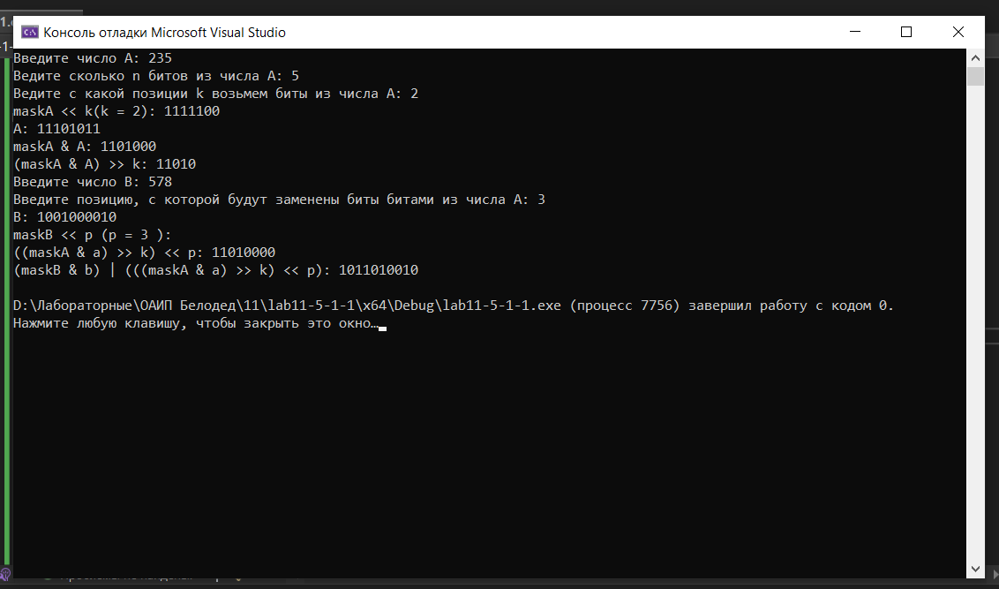 1.
Консоль отладки Microsoft Visual Studio
-1-
Введите число A: 235
Ведите сколько n битов из числа A: 5
Ведите с какой позиции k возьмем биты из числа A: 2
maskA << k(k = 2): 1111100
A: 11101011
maskA & A: 1101000
(maskA & A) >> k: 11010
Введите число B: 578
Введите позицию, с которой будут заменены биты битами из числа A: 3
B: 1001000010
maskB << p (p = 3 ):
((maskA & a) >> k) << p: 11010000
(maskB & b) | (((maskA & a) >> k) << p): 1011010010
D:\Лабораторные\ОАИП Белодед\11\lab11-5-1-1\x64\Debug\lab11-5-1-1.exe (процесс 7756) завершил работу с кодом 0.
Нажмите любую клавишу, чтобы закрыть это окно…